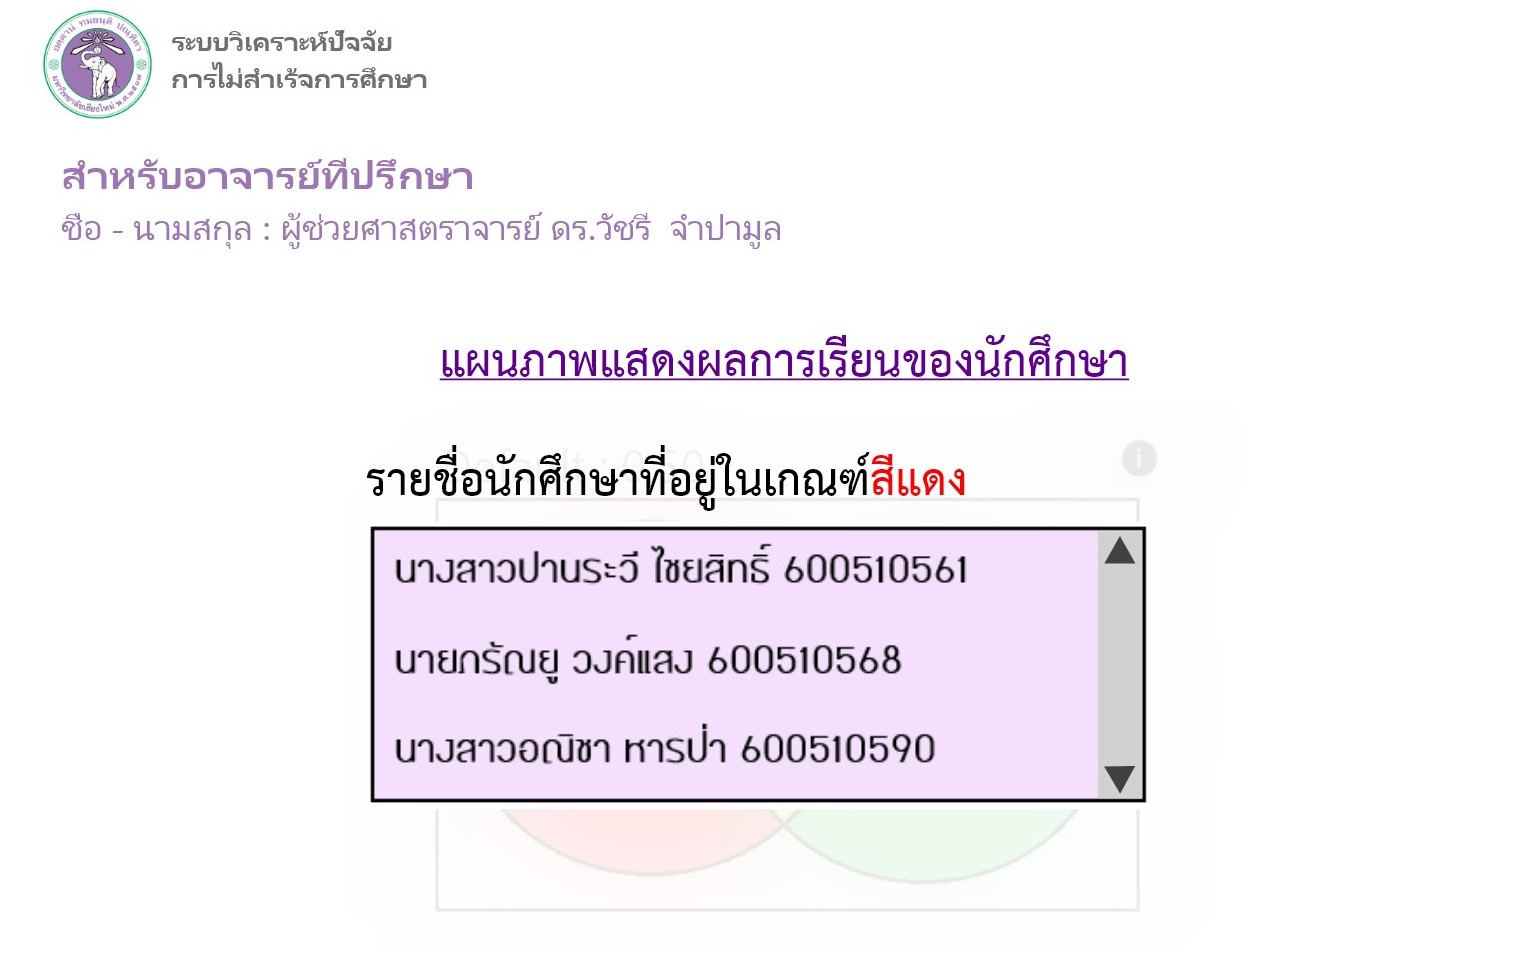 ระบบวิเคราะห์ปัจจัย
การไม่สำเร้จการศึกษา
สำหรับอาจารย์ที่ปรึกษา
ชื่อ - นามสกุล : ผู้ช่วยศาสตราจารย์ ดร.วัชรี จำปามูล
แผนภาพแสดงผลการเรียนของนักศึกษา
รายชื่อนักศึกษาที่อยู่ในเกณฑ์สีแดง
นางสาวปานระวี ไชยสิทธิ์ 600510561
นายภรัณยู วงค์แสง 600510568
นางสาวอณิชา หารป่า 600510590